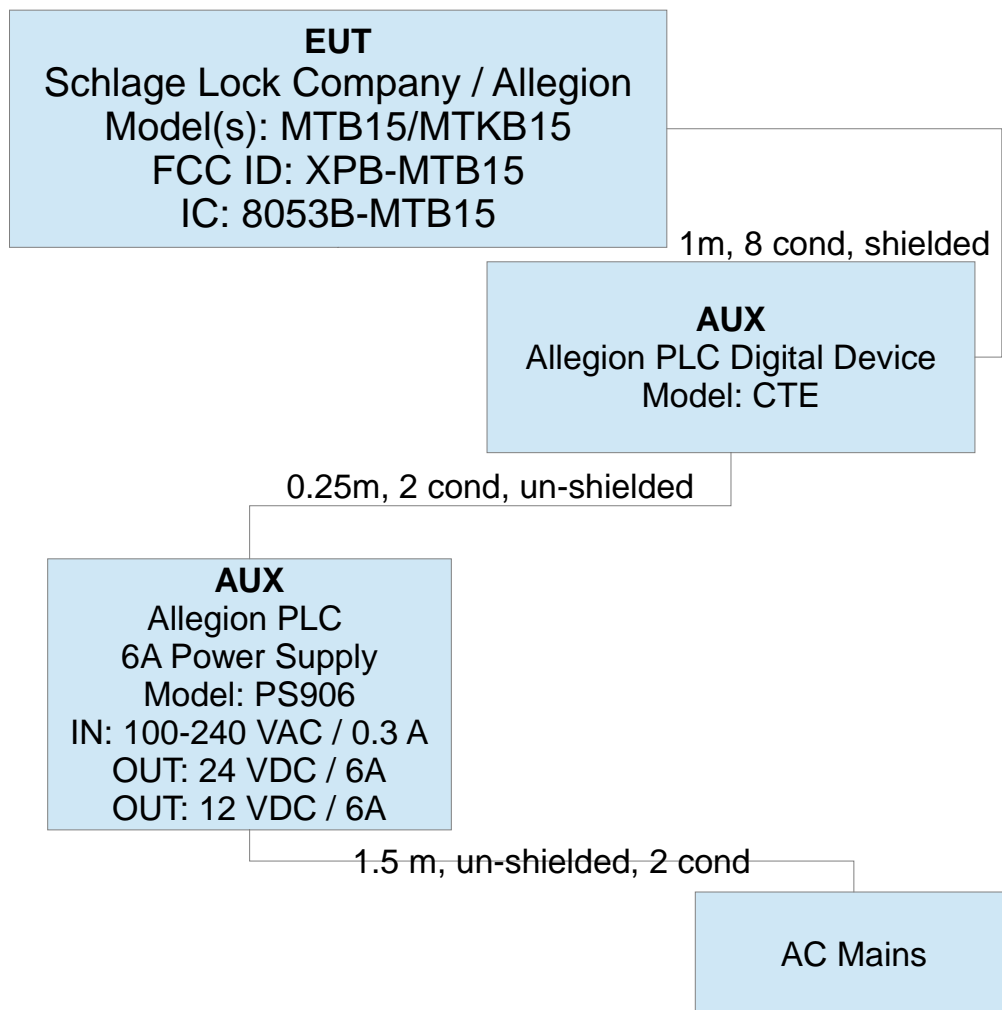 EUT
Schlage Lock Company / Allegion
Model(s): MTB15/MTKB15
FCC ID: XPB-MTB15
IC: 8053B-MTB15
1m, 8 cond, shielded
AUX
Allegion PLC Digital Device
Model: CTE
0.25m, 2 cond, un-shielded
AUX
Allegion PLC
6A Power Supply
Model: PS906
IN: 100-240 VAC / 0.3 A
OUT: 24 VDC / 6A
OUT: 12 VDC / 6A
1.5 m, un-shielded, 2 cond
AC Mains